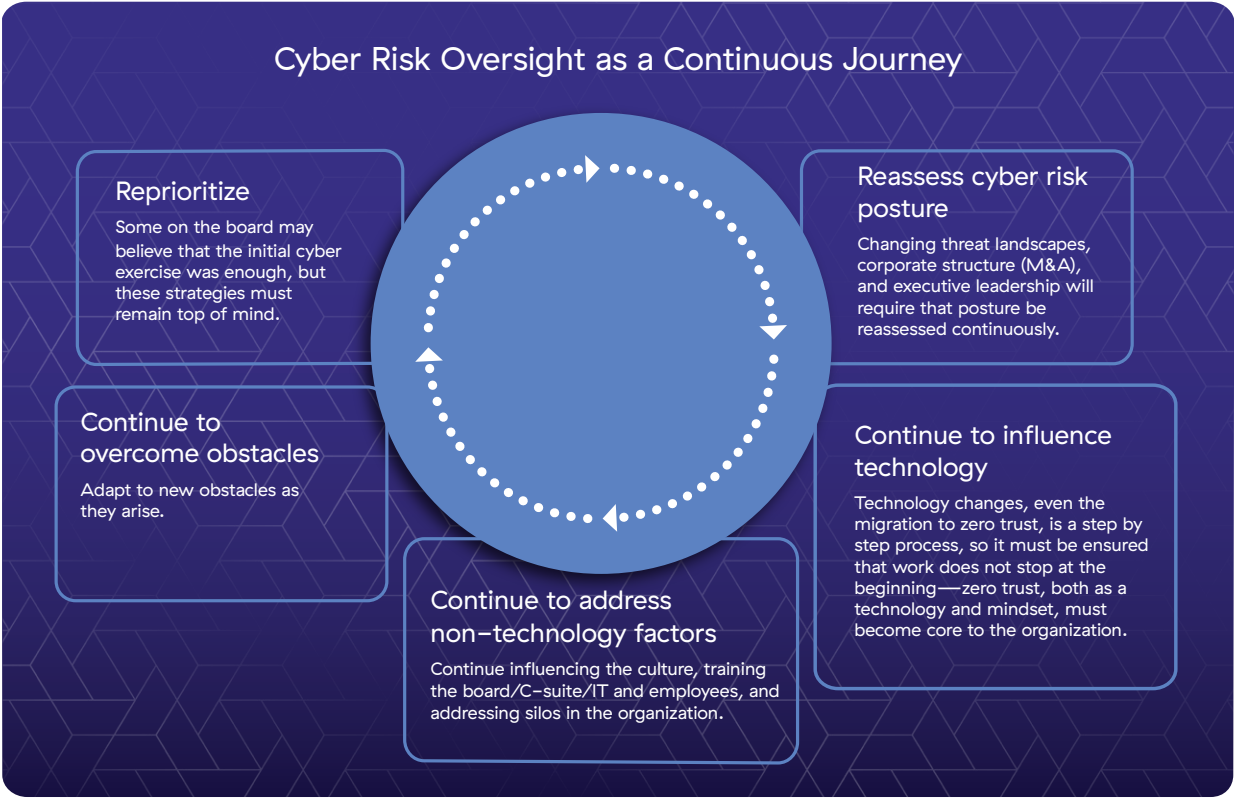 Cyber Risk Oversight as a Continuous Journey
Reprioritize
Some on the board may
believe that the initial cyber
exercise was enough, but
these strategies must
remain top of mind.
Reassess cyber risk
posture
Changing threat landscapes,
corporate structure (M&A),
and executive leadership will
require that posture be
reassessed continuously.
Continue to
overcome obstacles
Adapt to new obstacles as
they arise.
Continue to influence
technology
Technology changes, even the
migration to zero trust, is a step by
step process, so it must be ensured
that work does not stop at the
beginning—zero trust, both as a
technology and mindset, must
become core to the organization.
Continue to address
non-technology factors
Continue influencing the culture, training
the board/C-suite/IT and employees, and
addressing silos in the organization.